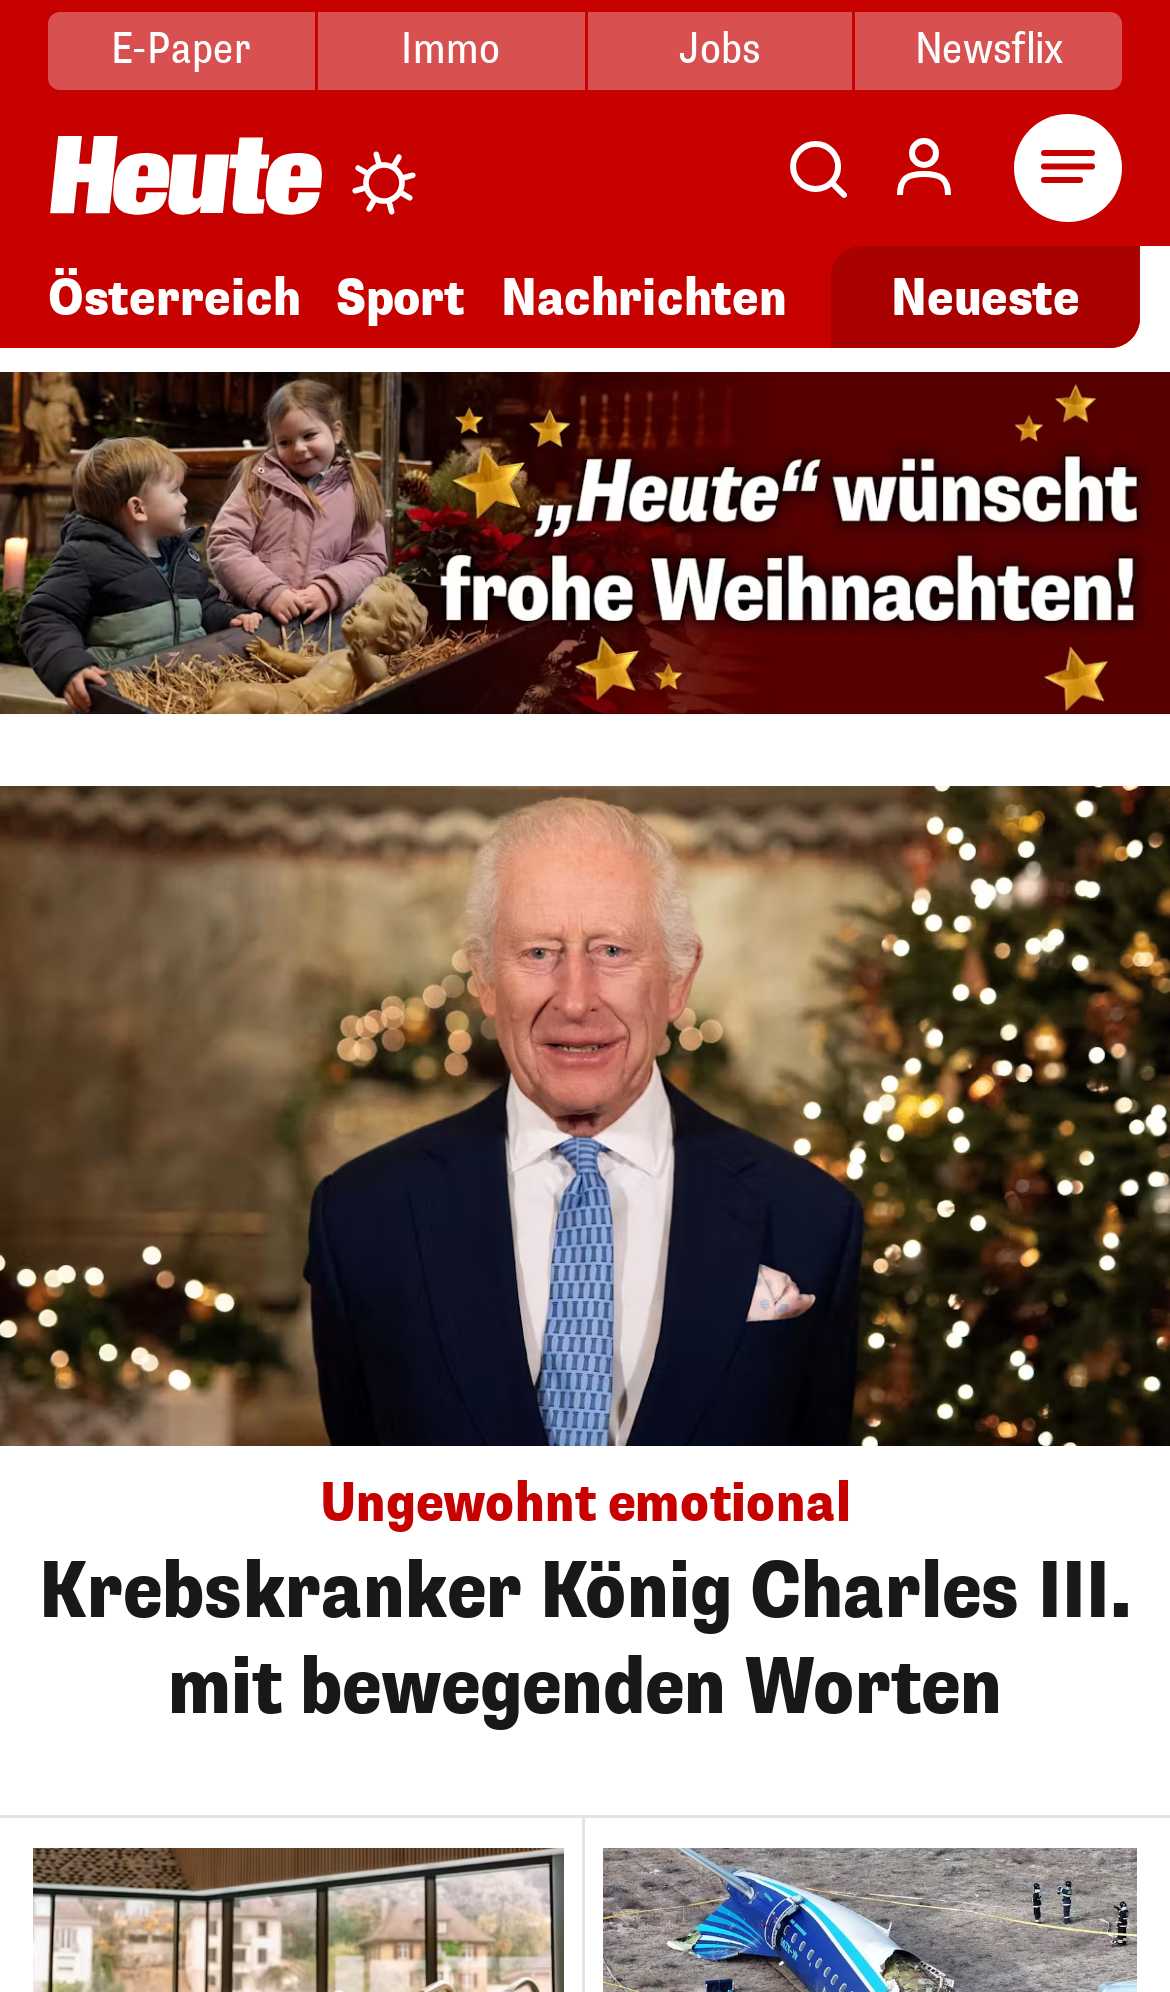 E-Paper
Immo
Jobs
Newsflix
Heute
Österreich
Sport
Nachrichten
Neueste
„Heute“ wünscht
frohe Weihnachten!
Ungewohnt emotional
Krebskranker König Charles III.
mit bewegenden Worten